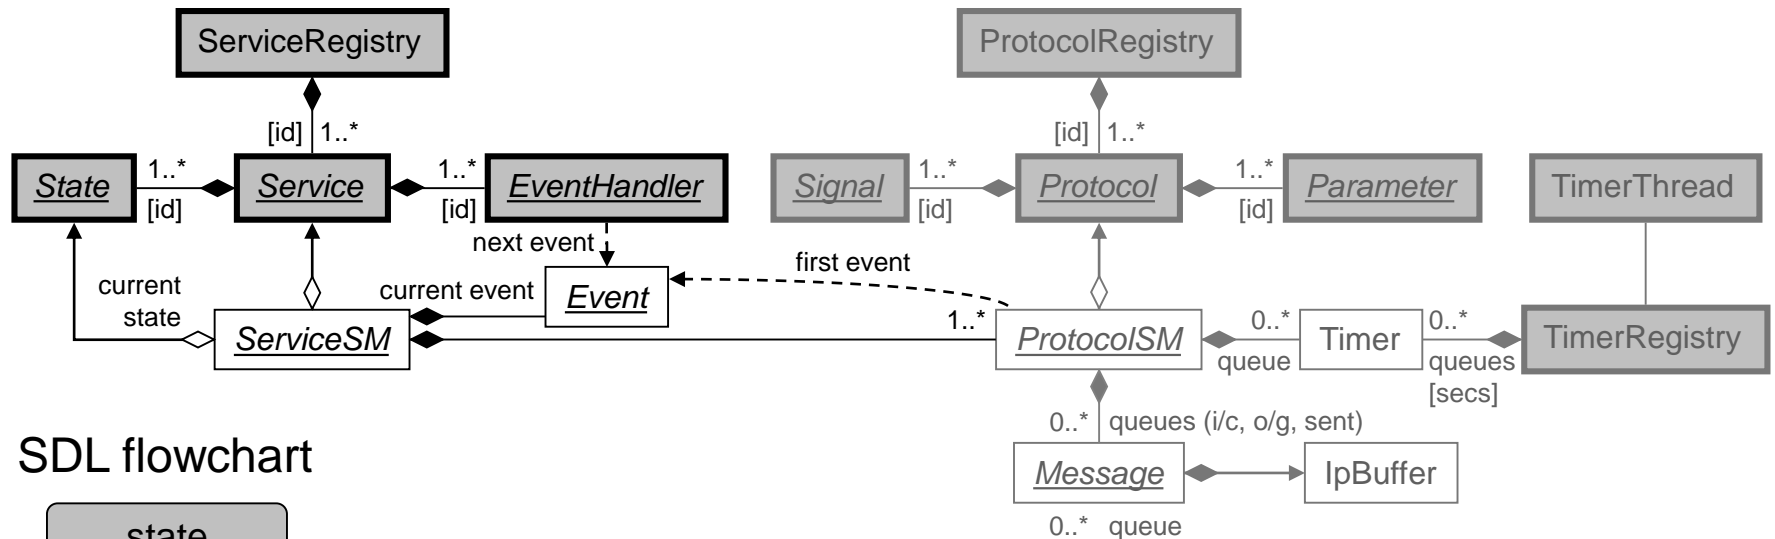 ServiceRegistry
ProtocolRegistry
[id] 1..*
[id] 1..*
State
1..*
[id]
Service
1..*
[id]
EventHandler
Signal
1..*
[id]
Protocol
1..*
[id]
Parameter
TimerThread
next event
first event
current
state
current event
Event
ServiceSM
1..*
ProtocolSM
0..*
queue
Timer
0..*
queues
[secs]
TimerRegistry
0..* queues (i/c, o/g, sent)
Message
IpBuffer
0..* queue
SDL flowchart
state